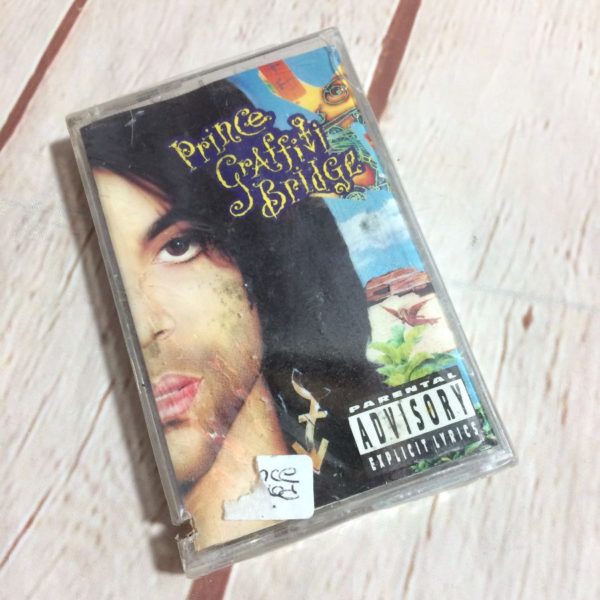 Prince
Graffiti
Bridge
PARENTAL
ADVISORY
EXPLICIT LYRICS